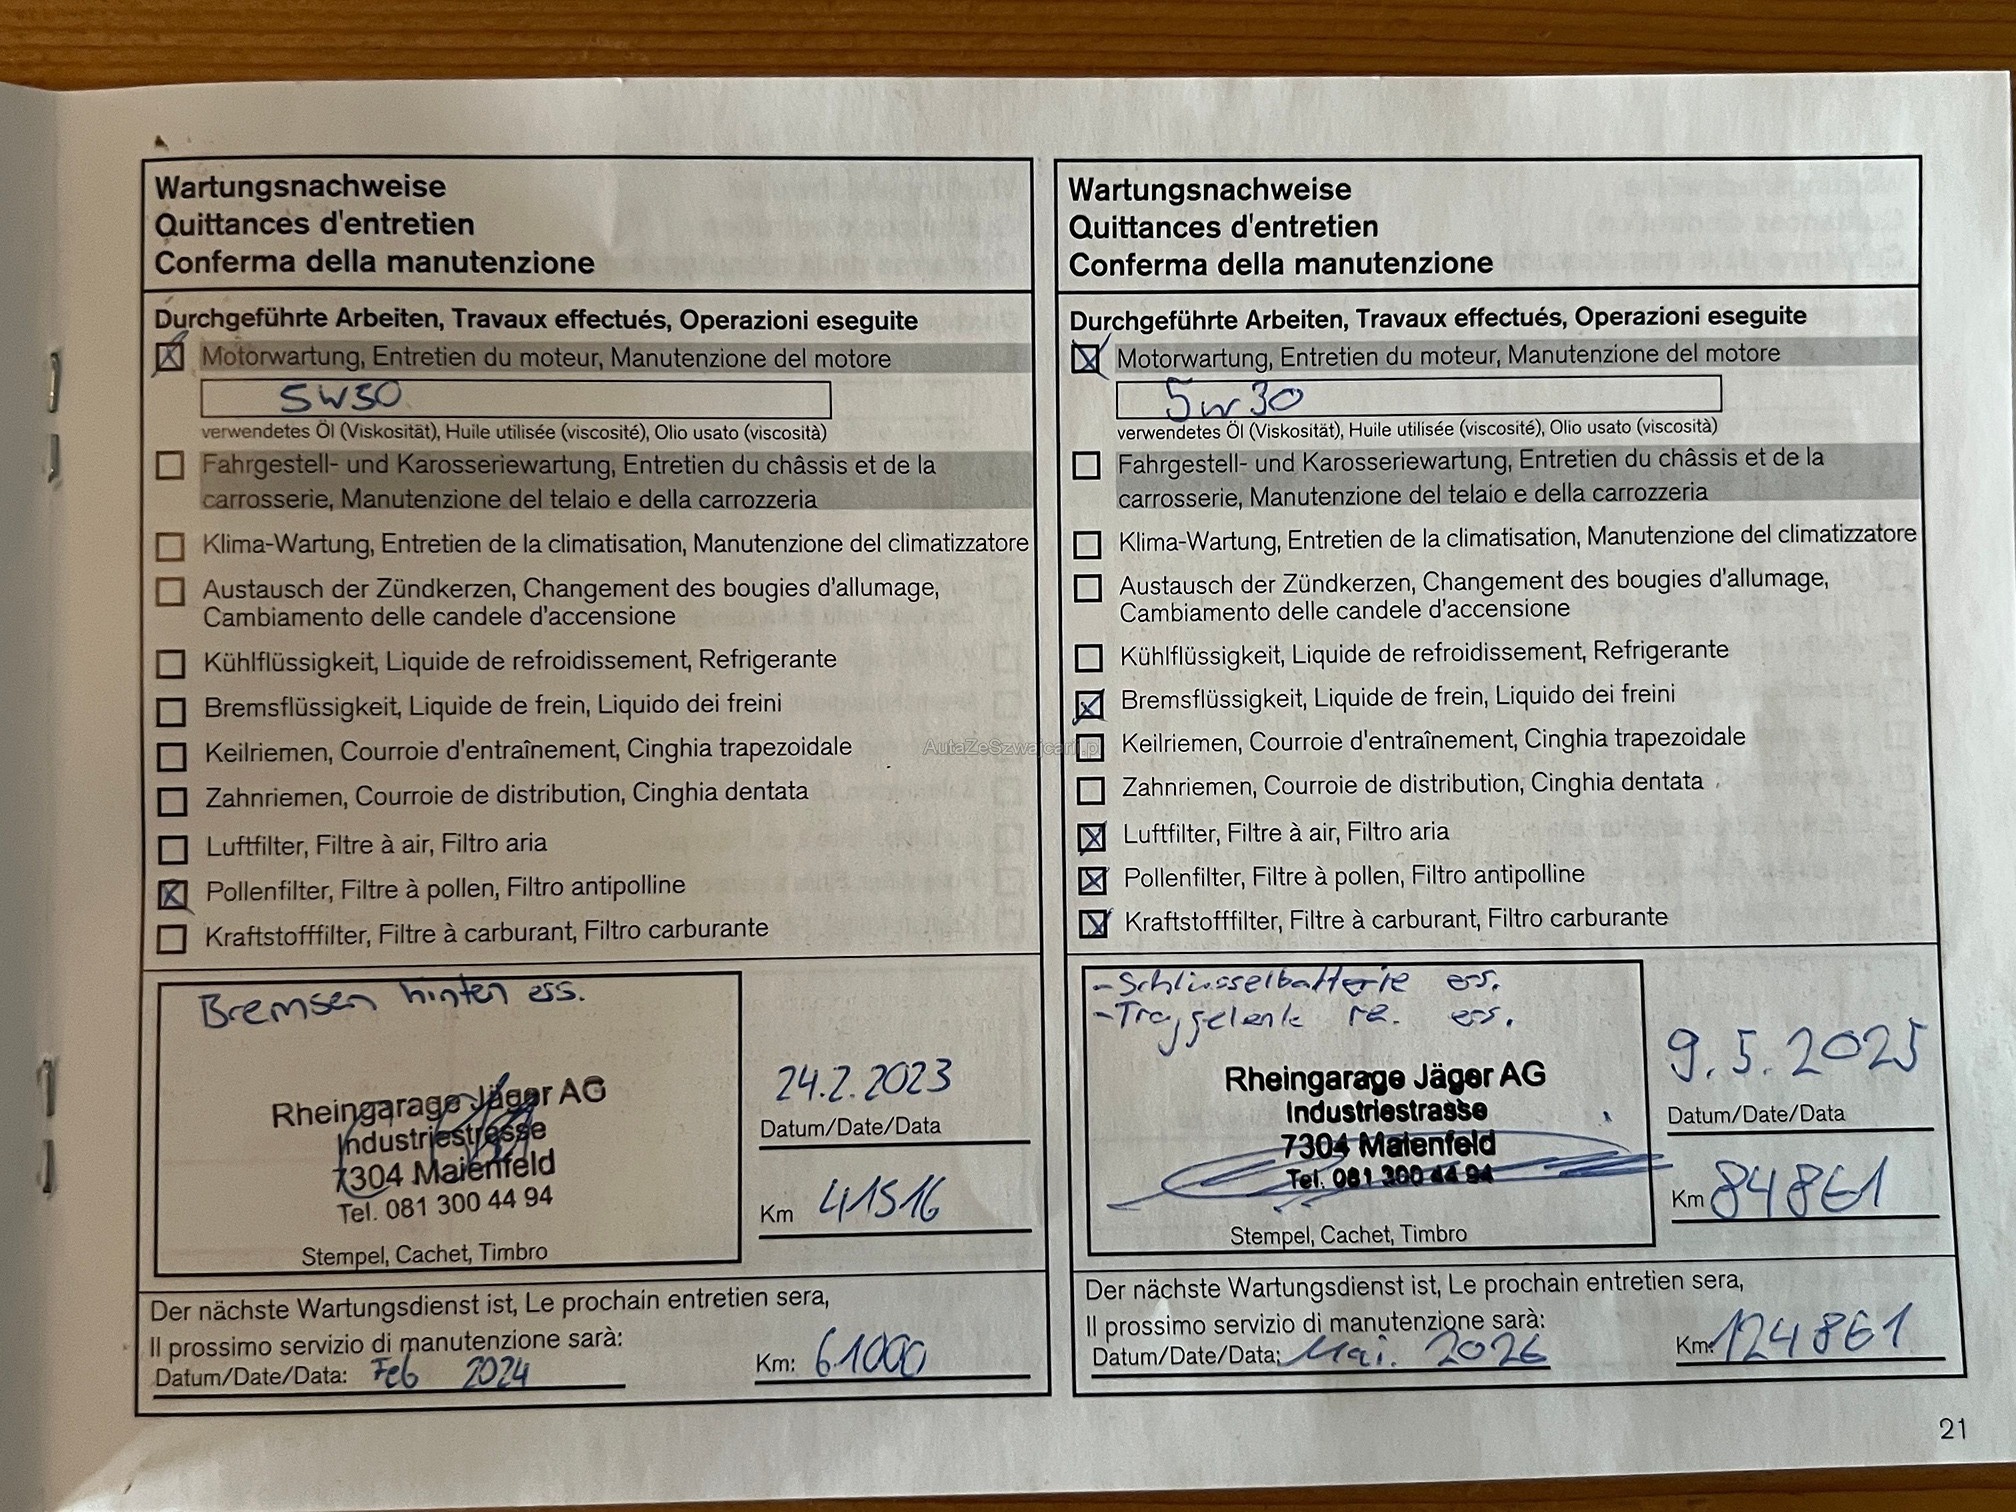 Wartungsnachweise
Quittances d'entretien
Conferma della manutenzione
Durchgeführte Arbeiten, Travaux effectués, Operazioni eseguite
Motorwartung, Entretien du moteur, Manutenzione del motore
5W30
verwendetes Öl (Viskosität), Huile utilisée (viscosité), Olio usato (viscosità)
Fahrgestell- und Karosseriewartung, Entretien du châssis et de la
carrosserie, Manutenzione del telaio e della carrozzeria
Klima-Wartung, Entretien de la climatisation, Manutenzione del climatizzatore
Austausch der Zündkerzen, Changement des bougies d'allumage,
Cambiamento delle candele d'accensione
Kühlflüssigkeit, Liquide de refroidissement, Refrigerante
Bremsflüssigkeit, Liquide de frein, Liquido dei freini
Keilriemen, Courroie d'entraînement, Cinghia trapezoidale
Zahnriemen, Courroie de distribution, Cinghia dentata
Luftfilter, Filtre à air, Filtro aria
Pollenfilter, Filtre à pollen, Filtro antipolline
Kraftstofffilter, Filtre à carburant, Filtro carburante
Bremsen hinten ers.
Rheingarage Jäger AG
Industriestrasse
7304 Maienfeld
Tel. 081 300 44 94
Stempel, Cachet, Timbro
24.2.2023
Datum/Date/Data
Km 41516
Der nächste Wartungsdienst ist, Le prochain entretien sera,
Il prossimo servizio di manutenzione sarà:
Datum/Date/Data: Feb 2024 Km: 61000
Wartungsnachweise
Quittances d'entretien
Conferma della manutenzione
Durchgeführte Arbeiten, Travaux effectués, Operazioni eseguite
Motorwartung, Entretien du moteur, Manutenzione del motore
5w30
verwendetes Öl (Viskosität), Huile utilisée (viscosité), Olio usato (viscosità)
Fahrgestell- und Karosseriewartung, Entretien du châssis et de la
carrosserie, Manutenzione del telaio e della carrozzeria
Klima-Wartung, Entretien de la climatisation, Manutenzione del climatizzatore
Austausch der Zündkerzen, Changement des bougies d'allumage,
Cambiamento delle candele d'accensione
Kühlflüssigkeit, Liquide de refroidissement, Refrigerante
Bremsflüssigkeit, Liquide de frein, Liquido dei freini
Keilriemen, Courroie d'entraînement, Cinghia trapezoidale
Zahnriemen, Courroie de distribution, Cinghia dentata
Luftfilter, Filtre à air, Filtro aria
Pollenfilter, Filtre à pollen, Filtro antipolline
Kraftstofffilter, Filtre à carburant, Filtro carburante
- Schlüsselbatterie ers.
- Traggelenk re. ers.
Rheingarage Jäger AG
Industriestrasse
7304 Maienfeld
Tel. 081 300 44 94
Stempel, Cachet, Timbro
9.5.2025
Datum/Date/Data
Km 84861
Der nächste Wartungsdienst ist, Le prochain entretien sera,
Il prossimo servizio di manutenzione sarà:
Datum/Date/Data: Mai. 2026 Km: 124861
21
AutaZeSzwajcarii.pl